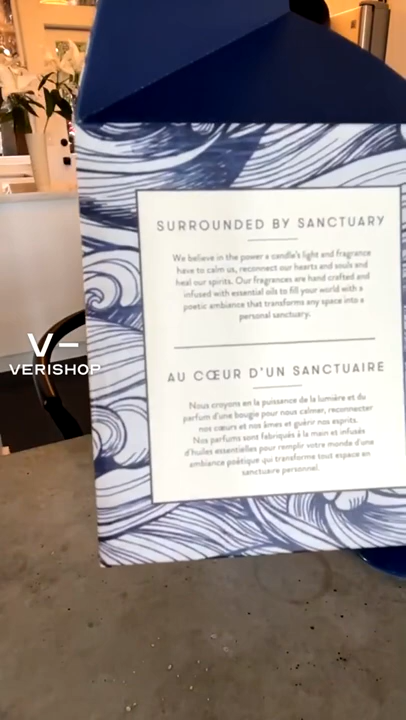 SURROUNDED BY SANCTUARY
We believe in the power a candle's light and fragrance
have to calm us, reconnect our hearts and souls and
heal our spirits. Our fragrances are hand crafted and
infused with essential oils to fill your world with a
poetic ambiance that transforms any space into a
personal sanctuary.
V–
VERISHOP
AU CŒUR D'UN SANCTUAIRE
Nous croyons en la puissance de la lumière et du
parfum d'une bougie pour nous calmer, reconnecter
nos cœurs et nos âmes et guérir nos esprits.
Nos parfums sont fabriqués à la main et infusés
d'huiles essentielles pour remplir votre monde d'une
ambiance poétique qui transforme tout espace en
sanctuaire personnel.